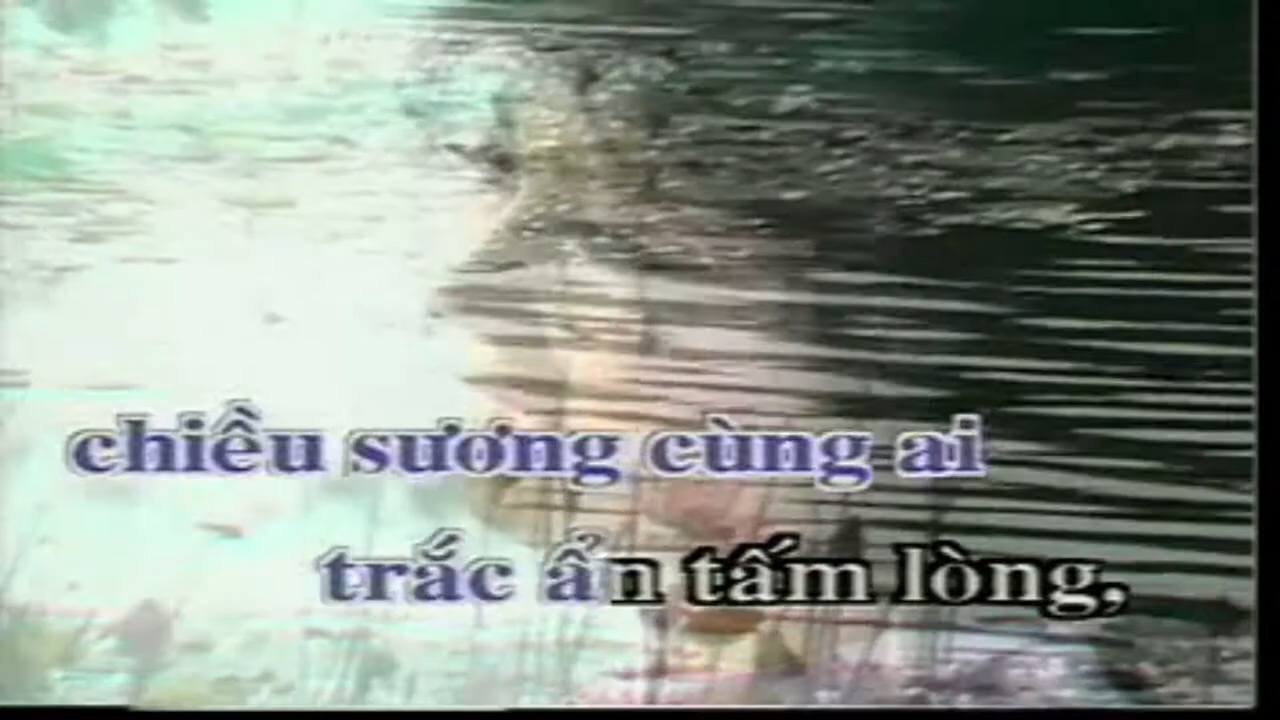 chiều sương cùng ai
trắc ẩn tấm lòng,